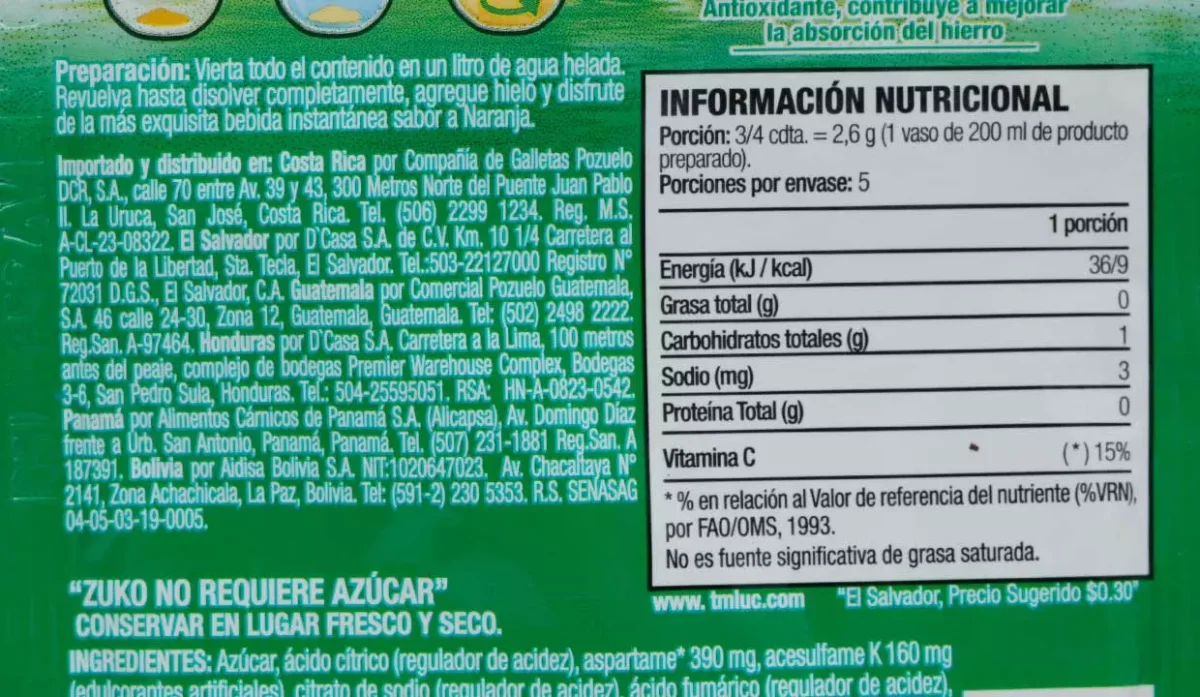 Antioxidante, contribuye a mejorar
la absorción del hierro
Preparación: Vierta todo el contenido en un litro de agua helada.
Revuelva hasta disolver completamente, agregue hielo y disfrute
de la más exquisita bebida instantánea sabor a Naranja.
Importado y distribuido en: Costa Rica por Compañía de Galletas Pozuelo
DCR, S.A., calle 70 entre Av. 39 y 43, 300 Metros Norte del Puente Juan Pablo
II. La Uruca, San José, Costa Rica. Tel. (506) 2299 1234. Reg. M.S.
A-CL-23-08322. El Salvador por D'Casa S.A. de C.V. Km. 10 1/4 Carretera al
Puerto de la Libertad, Sta. Tecla, El Salvador. Tel.:503-22127000 Registro N°
72031 D.G.S., El Salvador, C.A. Guatemala por Comercial Pozuelo Guatemala,
S.A. 46 calle 24-30, Zona 12, Guatemala, Guatemala. Tel: (502) 2498 2222.
Reg.San. A-97464. Honduras por D'Casa S.A. Carretera a la Lima, 100 metros
antes del peaje, complejo de bodegas Premier Warehouse Complex, Bodegas
3-6, San Pedro Sula, Honduras. Tel.: 504-25595051. RSA: HN-A-0823-0542.
Panamá por Alimentos Cárnicos de Panamá S.A. (Alicapsa), Av. Domingo Díaz
frente a Urb. San Antonio, Panamá, Panamá. Tel. (507) 231-1881 Reg.San. A
187391. Bolivia por Aidisa Bolivia S.A. NIT:1020647023. Av. Chacaltaya N°
2141, Zona Achachicala, La Paz, Bolivia. Tel: (591-2) 230 5353. R.S. SENASAG
04-05-03-19-0005.
"ZUKO NO REQUIERE AZÚCAR"
CONSERVAR EN LUGAR FRESCO Y SECO.
INFORMACIÓN NUTRICIONAL
Porción: 3/4 cdta. = 2,6 g (1 vaso de 200 ml de producto
preparado).
Porciones por envase: 5
1 porción
Energía (kJ / kcal) 36/9
Grasa total (g) 0
Carbohidratos totales (g) 1
Sodio (mg) 3
Proteína Total (g) 0
Vitamina C (*) 15%
* % en relación al Valor de referencia del nutriente (%VRN),
por FAO/OMS, 1993.
No es fuente significativa de grasa saturada.
www. tmluc.com "El Salvador, Precio Sugerido $0.30"
INGREDIENTES: Azúcar, ácido cítrico (regulador de acidez), aspartame* 390 mg, acesulfame K 160 mg
(edulcorantes artificiales), citrato de sodio (regulador de acidez), ácido fumárico (regulador de acidez),